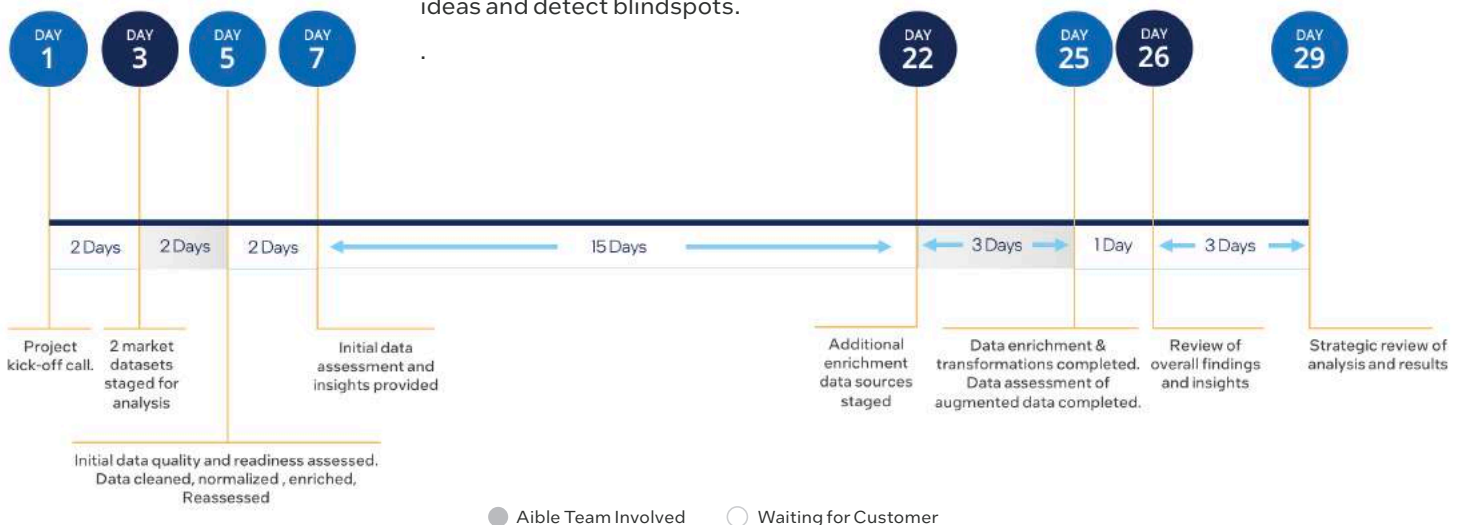 ideas and detect blindspots.
.
DAY
1
DAY
3
DAY
5
DAY
7
DAY
22
DAY
25
DAY
26
DAY
29
2 Days
2 Days
2 Days
15 Days
3 Days
1 Day
3 Days
Project
kick-off call.
2 market
datasets
staged for
analysis
Initial data quality and readiness assessed.
Data cleaned, normalized , enriched,
Reassessed
Initial data
assessment and
insights provided
Additional
enrichment
data sources
staged
Data enrichment &
transformations completed.
Data assessment of
augmented data completed.
Review of
overall findings
and insights
Strategic review of
analysis and results
Aible Team Involved
Waiting for Customer